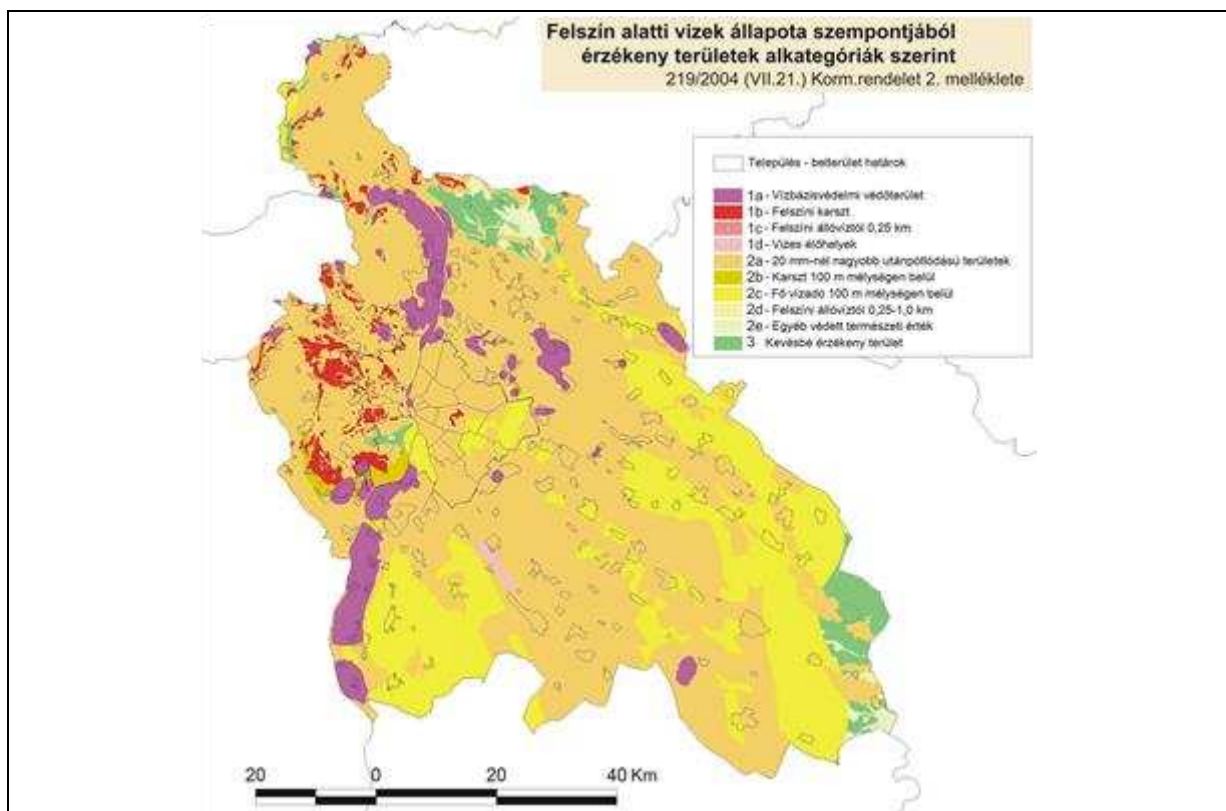 Felszín alatti vizek állapota szempontjából
érzékeny területek alkategóriák szerint
219/2004 (VII.21.) Korm.rendelet 2. melléklete
Település - belterület határok
1a - Vízbázisvédelmi védőterület
1b - Felszíni karszt
1c - Felszíni állóvíztől 0,25 km
1d - Vizes élőhelyek
2a - 20 mm-nél nagyobb utánpótlódású területek
2b - Karszt 100 m mélységen belül
2c - Fő vízadó 100 m mélységen belül
2d - Felszíni állóvíztől 0,25-1,0 km
2e - Egyéb védett természeti érték
3 Kevésbé érzékeny terület
20 0 20 40 Km